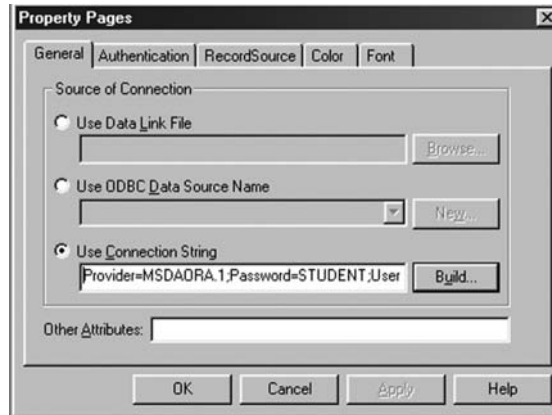 Property Pages
General Authentication RecordSource Color Font
Source of Connection
Use Data Link File
Browse...
Use ODBC Data Source Name
New...
Use Connection String
Provider=MSDAORA.1;Password=STUDENT;User
Build...
Other Attributes:
OK Cancel Apply Help